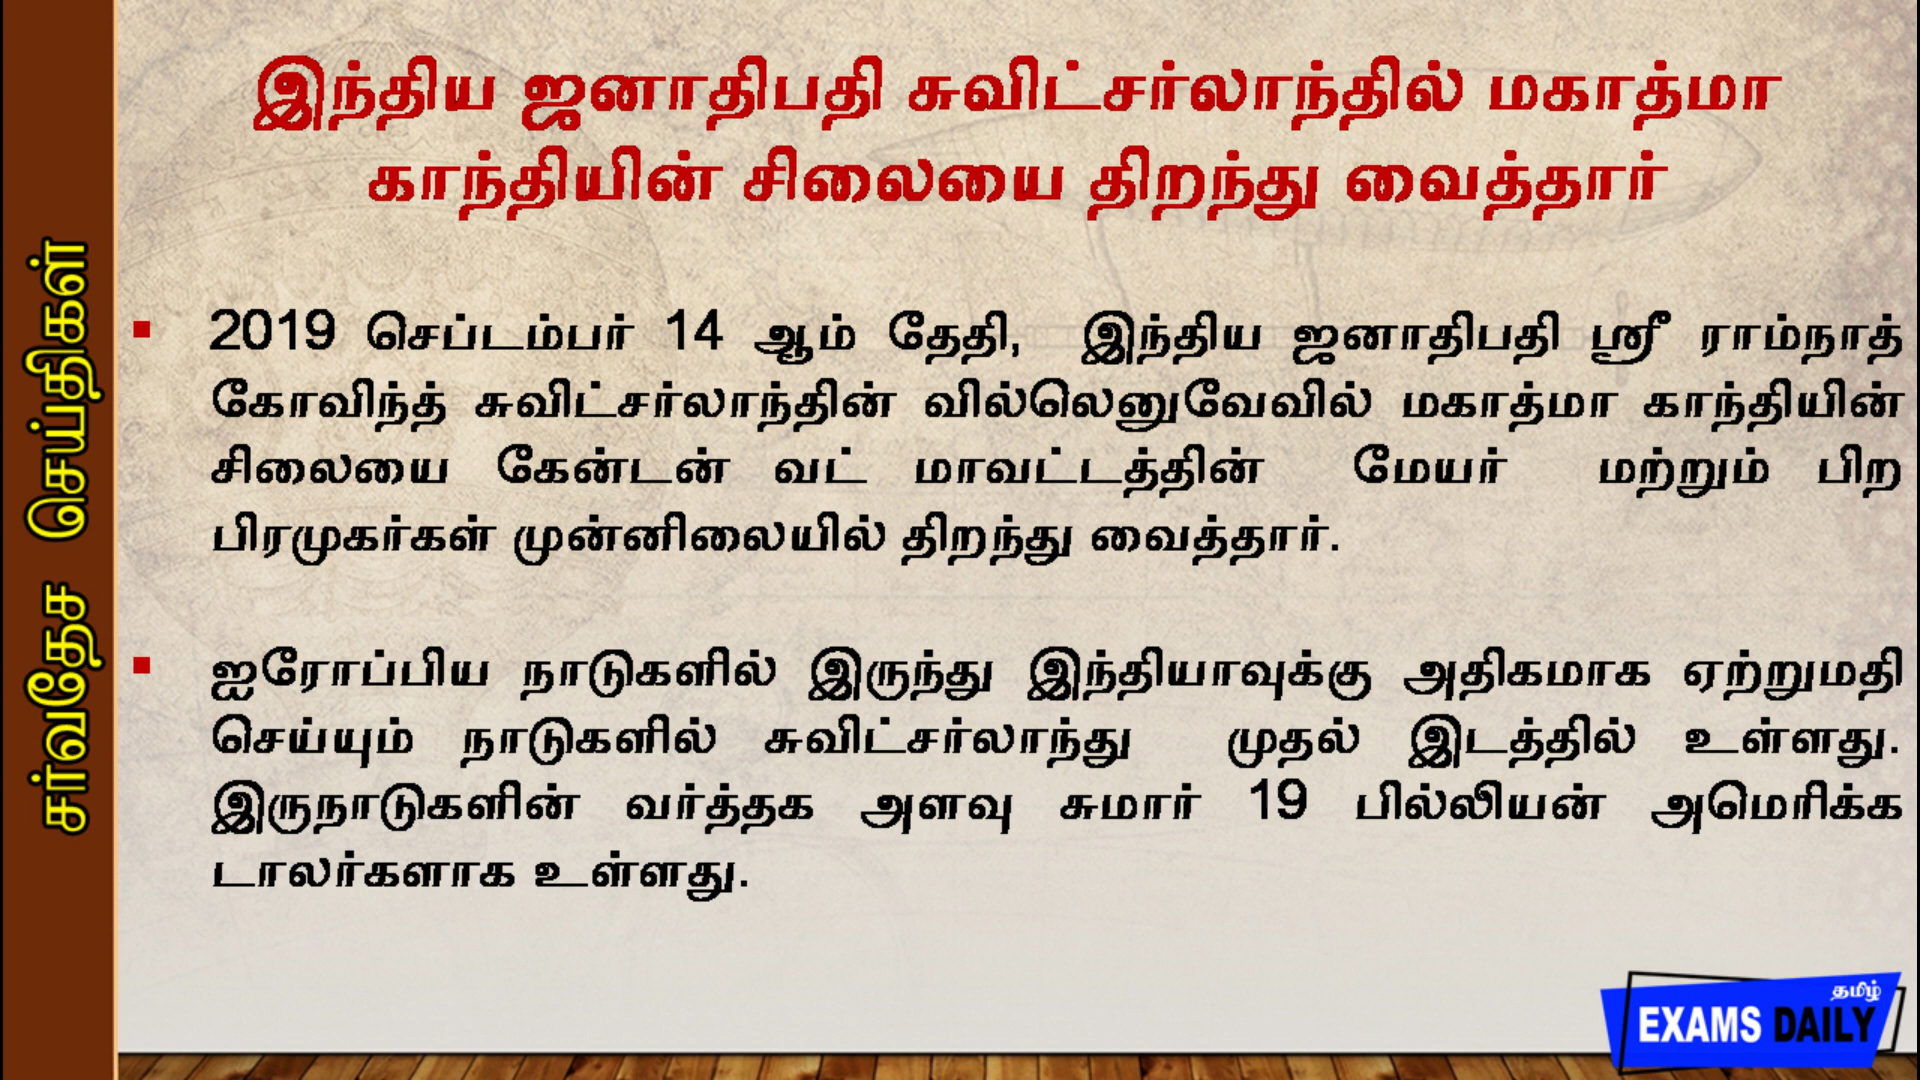 சர்வதேச செய்திகள்
இந்திய ஜனாதிபதி சுவிட்சர்லாந்தில் மகாத்மா
காந்தியின் சிலையை திறந்து வைத்தார்
▪ 2019 செப்டம்பர் 14 ஆம் தேதி, இந்திய ஜனாதிபதி ஸ்ரீ ராம்நாத்
கோவிந்த் சுவிட்சர்லாந்தின் வில்லெனுவேவில் மகாத்மா காந்தியின்
சிலையை கேன்டன் வட் மாவட்டத்தின் மேயர் மற்றும் பிற
பிரமுகர்கள் முன்னிலையில் திறந்து வைத்தார்.
▪ ஐரோப்பிய நாடுகளில் இருந்து இந்தியாவுக்கு அதிகமாக ஏற்றுமதி
செய்யும் நாடுகளில் சுவிட்சர்லாந்து முதல் இடத்தில் உள்ளது.
இருநாடுகளின் வர்த்தக அளவு சுமார் 19 பில்லியன் அமெரிக்க
டாலர்களாக உள்ளது.
தமிழ்
EXAMS DAILY